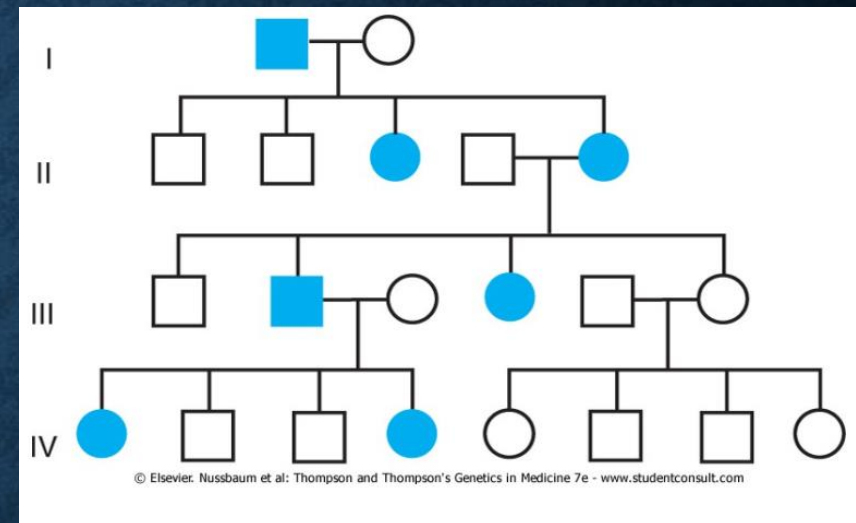 I
II
III
IV
© Elsevier. Nussbaum et al: Thompson and Thompson's Genetics in Medicine 7e - www.studentconsult.com